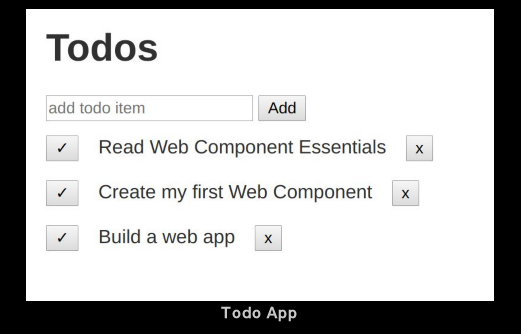 Todos
add todo item Add
✓ Read Web Component Essentials x
✓ Create my first Web Component x
✓ Build a web app x
Todo App